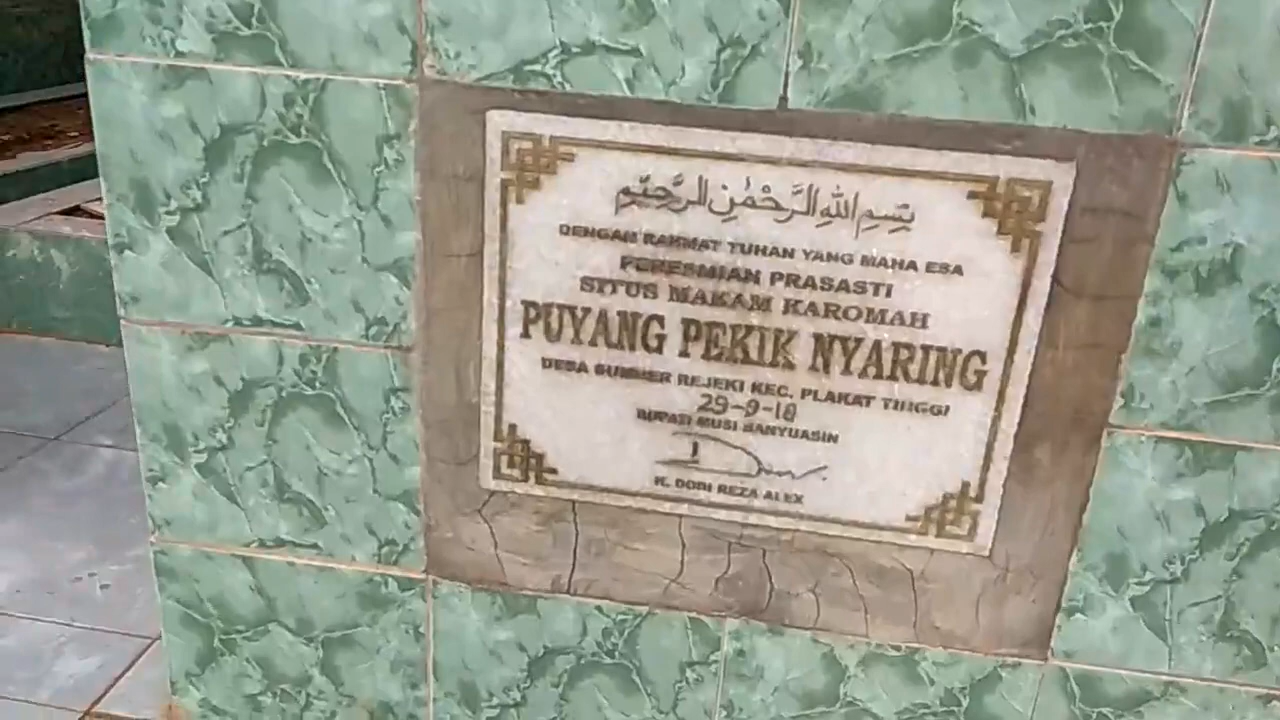 بِسْمِ اللهِ الرَّحْمٰنِ الرَّحِيْمِ
DENGAN RAHMAT TUHAN YANG MAHA ESA
PERESMIAN PRASASTI
SITUS MAKAM KAROMAH
PUYANG PEKIK NYARING
DESA SUMBER REJEKI KEC. PLAKAT TINGGI
29-9-18
BUPATI MUSI BANYUASIN
H. DODI REZA ALEX